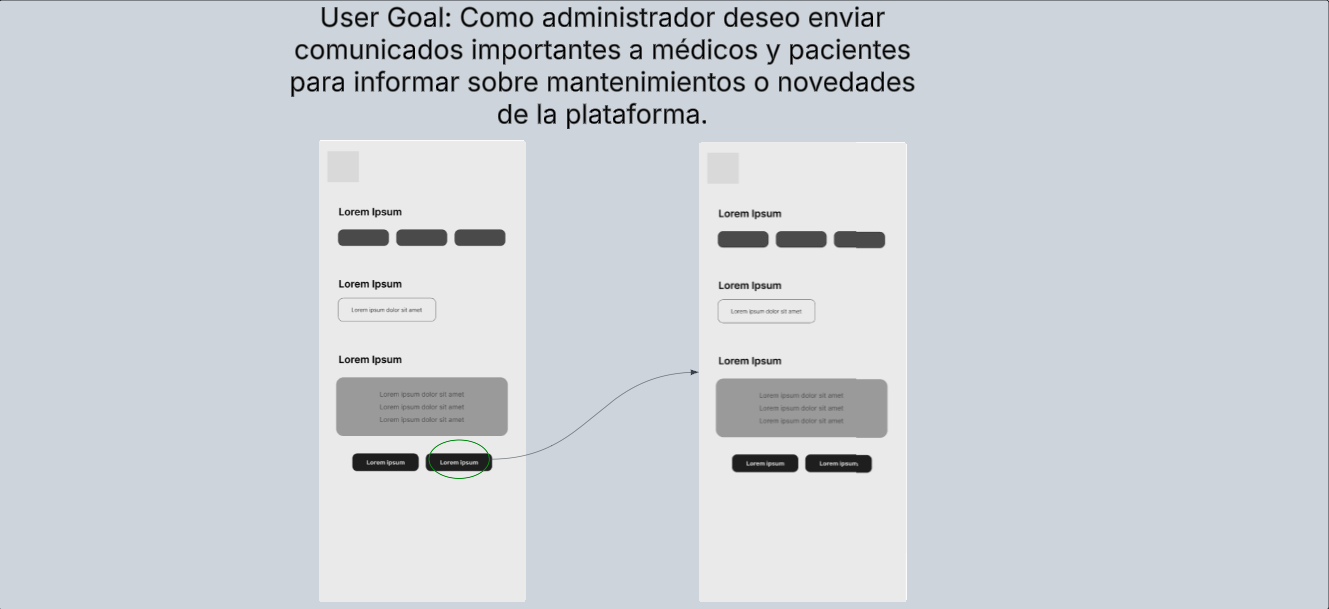 User Goal: Como administrador deseo enviar
comunicados importantes a médicos y pacientes
para informar sobre mantenimientos o novedades
de la plataforma.
Lorem Ipsum
Lorem Ipsum
Lorem ipsum dolor sit amet
Lorem Ipsum
Lorem ipsum dolor sit amet
Lorem ipsum dolor sit amet
Lorem ipsum dolor sit amet
Lorem ipsum
Lorem ipsum
Lorem Ipsum
Lorem Ipsum
Lorem ipsum dolor sit amet
Lorem Ipsum
Lorem ipsum dolor sit amet
Lorem ipsum dolor sit amet
Lorem ipsum dolor sit amet
Lorem ipsum
Lorem ipsum